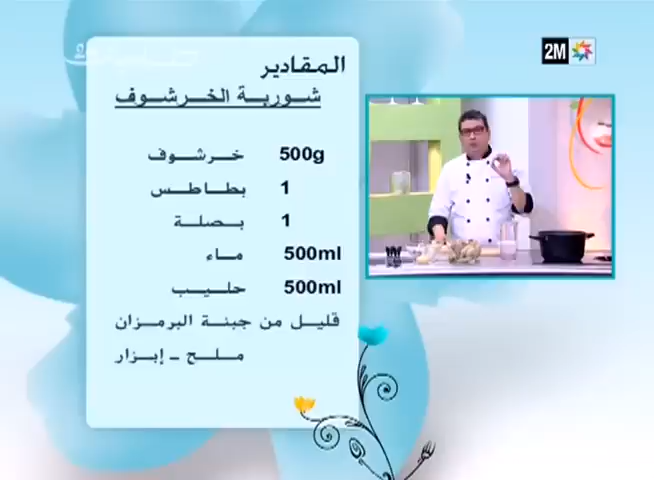 2M
المقادير
شوربة الخرشوف
500g خرشوف
1 بطاطس
1 بصلة
500ml ماء
500ml حليب
قليل من جبنة البرمزان
ملح - إبزار